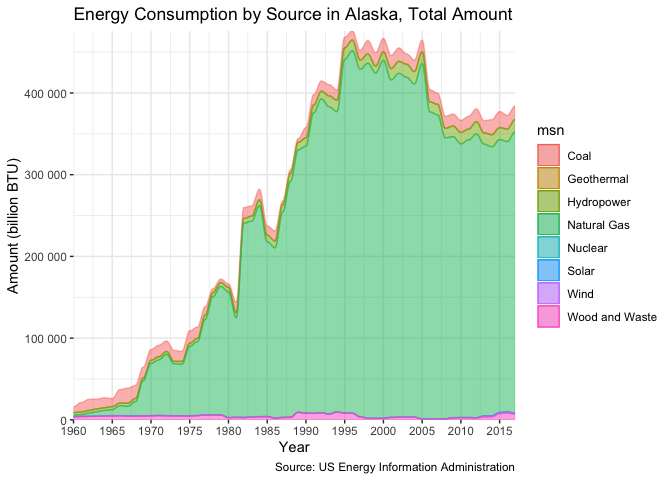 Energy Consumption by Source in Alaska, Total Amount
Amount (billion BTU)
400 000
300 000
200 000
100 000
0
1960 1965 1970 1975 1980 1985 1990 1995 2000 2005 2010 2015
Year
msn
Coal
Geothermal
Hydropower
Natural Gas
Nuclear
Solar
Wind
Wood and Waste
Source: US Energy Information Administration